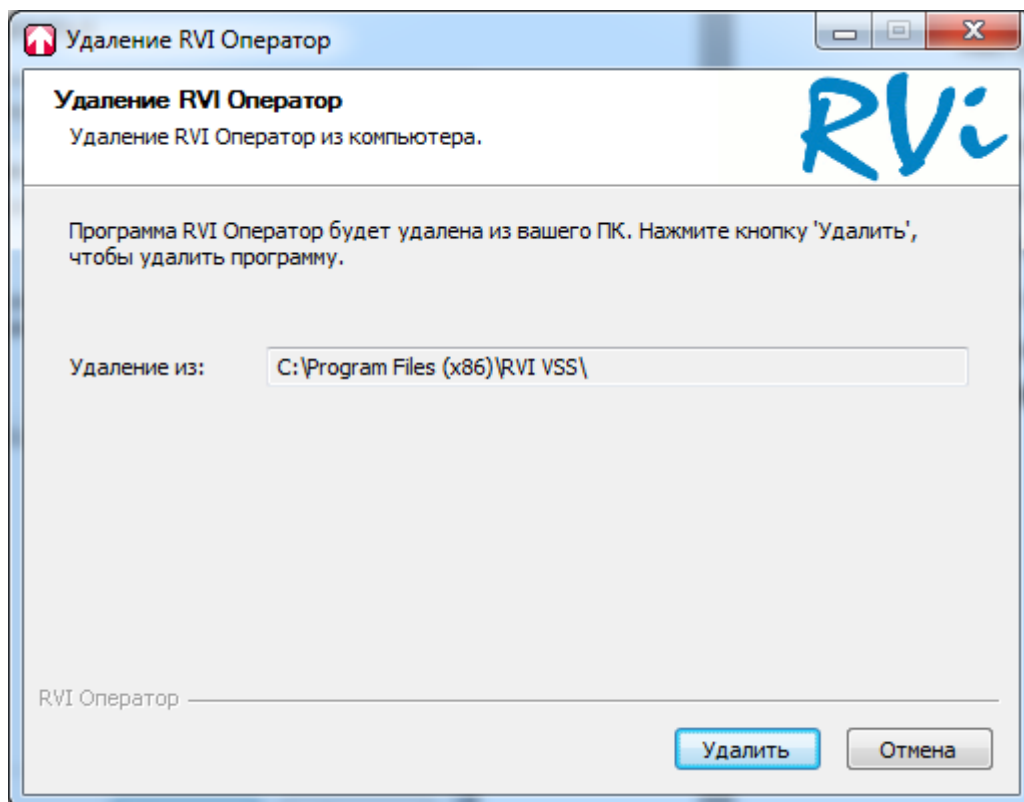 Удаление RVI Оператор
Удаление RVI Оператор
RVi
Удаление RVI Оператор из компьютера.
Программа RVI Оператор будет удалена из вашего ПК. Нажмите кнопку 'Удалить',
чтобы удалить программу.
Удаление из: C:\Program Files (x86)\RVI VSS\
RVI Оператор
Удалить Отмена